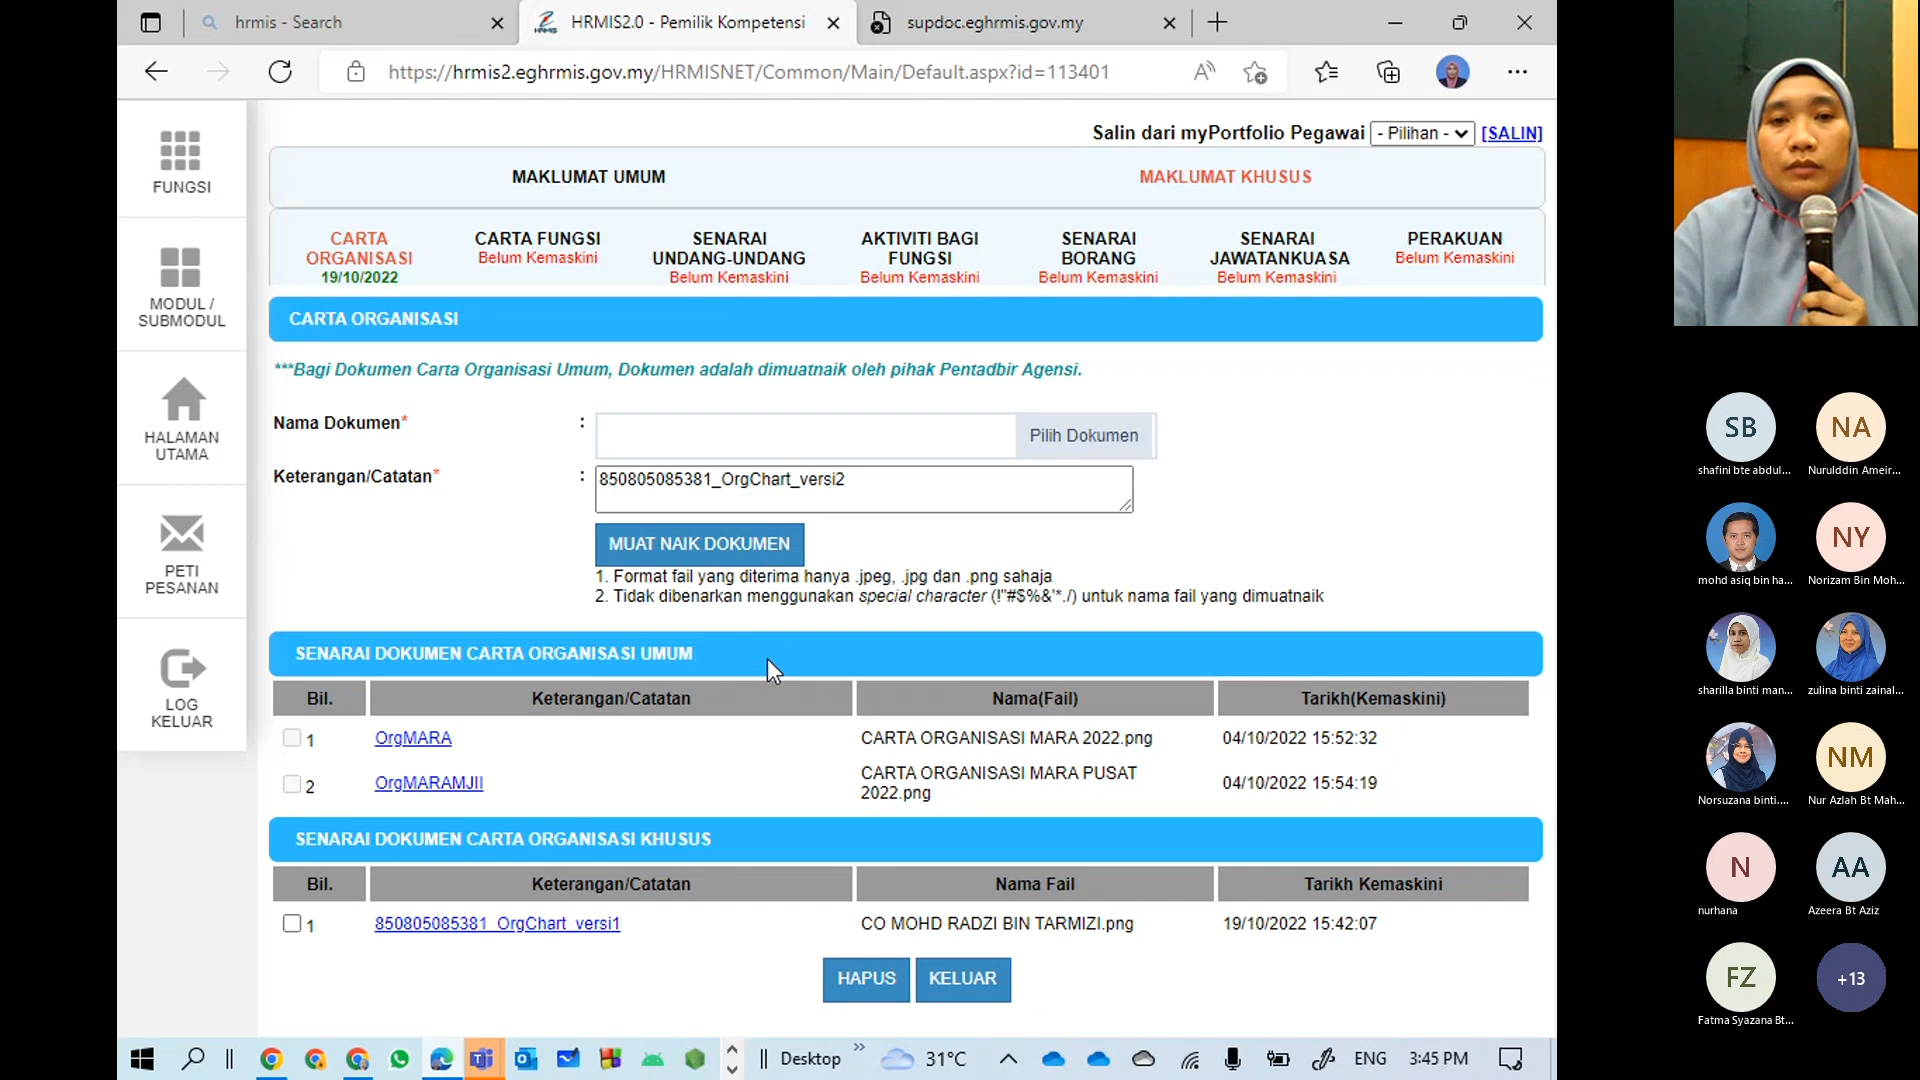 hrmis - Search
HRMIS2.0 - Pemilik Kompetensi
supdoc.eghrmis.gov.my
https://hrmis2.eghrmis.gov.my/HRMISNET/Common/Main/Default.aspx?id=113401
FUNGSI
MODUL /
SUBMODUL
HALAMAN
UTAMA
PETI
PESANAN
LOG
KELUAR
Salin dari myPortfolio Pegawai - Pilihan - [SALIN]
MAKLUMAT UMUM MAKLUMAT KHUSUS
CARTA
ORGANISASI
19/10/2022
CARTA FUNGSI
Belum Kemaskini
SENARAI
UNDANG-UNDANG
Belum Kemaskini
AKTIVITI BAGI
FUNGSI
Belum Kemaskini
SENARAI
BORANG
Belum Kemaskini
SENARAI
JAWATANKUASA
Belum Kemaskini
PERAKUAN
Belum Kemaskini
CARTA ORGANISASI
***Bagi Dokumen Carta Organisasi Umum, Dokumen adalah dimuatnaik oleh pihak Pentadbir Agensi.
Nama Dokumen* : Pilih Dokumen
Keterangan/Catatan* : 850805085381_OrgChart_versi2
MUAT NAIK DOKUMEN
1. Format fail yang diterima hanya .jpeg, .jpg dan .png sahaja
2. Tidak dibenarkan menggunakan special character (!"#$%&'*./) untuk nama fail yang dimuatnaik
SENARAI DOKUMEN CARTA ORGANISASI UMUM
Bil. Keterangan/Catatan Nama(Fail) Tarikh(Kemaskini)
1 OrgMARA CARTA ORGANISASI MARA 2022.png 04/10/2022 15:52:32
2 OrgMARAMJII CARTA ORGANISASI MARA PUSAT 2022.png 04/10/2022 15:54:19
SENARAI DOKUMEN CARTA ORGANISASI KHUSUS
Bil. Keterangan/Catatan Nama Fail Tarikh Kemaskini
1 850805085381_OrgChart_versi1 CO MOHD RADZI BIN TARMIZI.png 19/10/2022 15:42:07
HAPUS KELUAR
Desktop 31°C ENG 3:45 PM
SB
shafini bte abdul...
NA
Nurulddin Ameir...
mohd asiq bin ha...
NY
Norizam Bin Moh...
sharilla binti man...
zulina binti zainal...
Norsuzana binti....
NM
Nur Azlah Bt Mah...
N
nurhana
AA
Azeera Bt Aziz
FZ
Fatma Syazana Bt...
+13